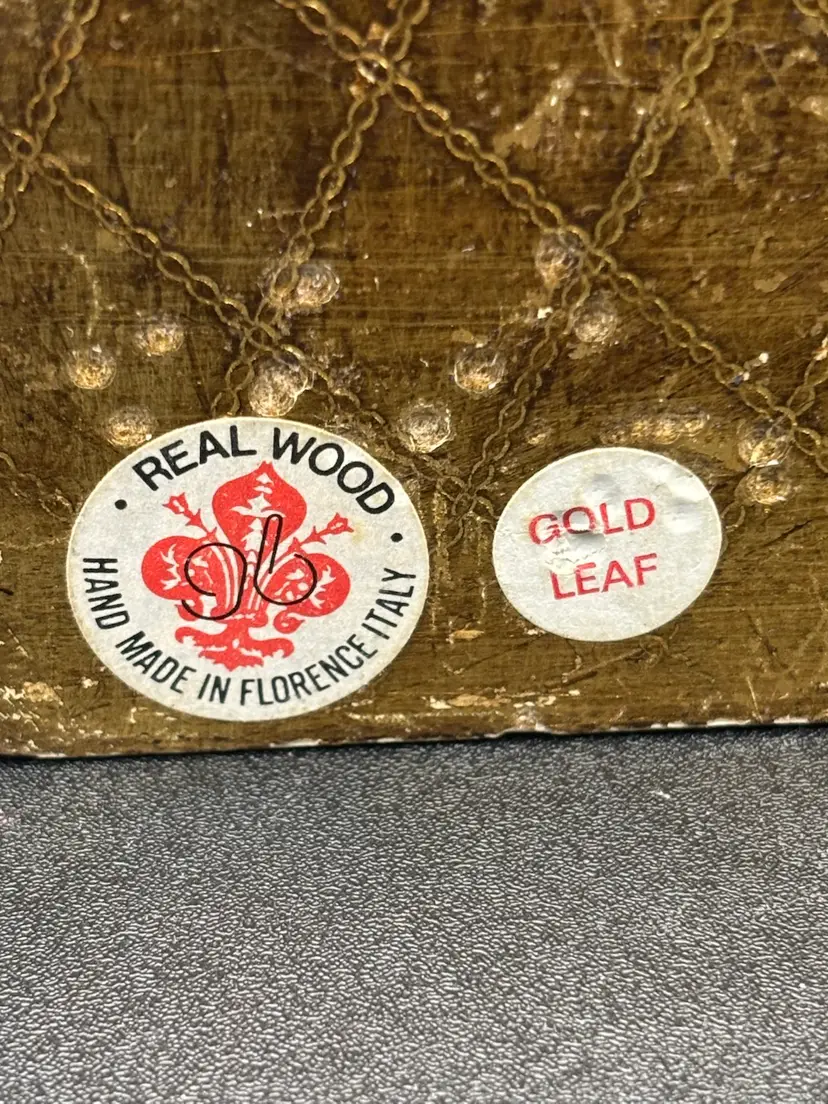 • REAL WOOD •
HAND MADE IN FLORENCE ITALY
GOLD
LEAF